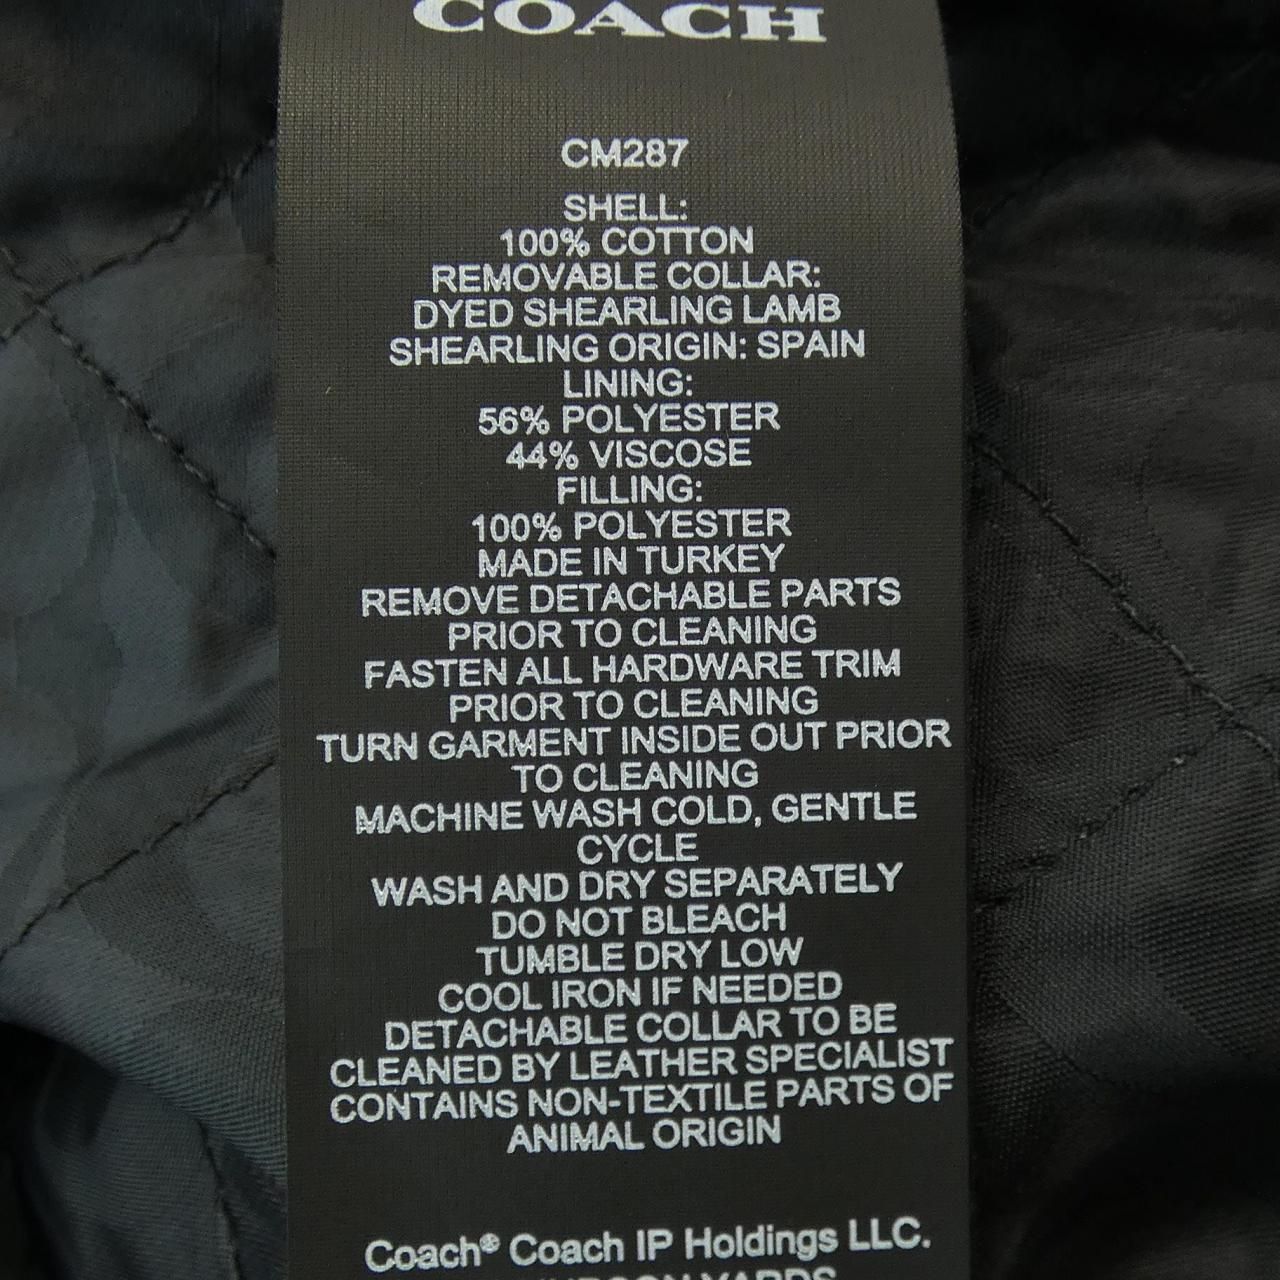 COACH
CM287
SHELL:
100% COTTON
REMOVABLE COLLAR:
DYED SHEARLING LAMB
SHEARLING ORIGIN: SPAIN
LINING:
56% POLYESTER
44% VISCOSE
FILLING:
100% POLYESTER
MADE IN TURKEY
REMOVE DETACHABLE PARTS
PRIOR TO CLEANING
FASTEN ALL HARDWARE TRIM
PRIOR TO CLEANING
TURN GARMENT INSIDE OUT PRIOR
TO CLEANING
MACHINE WASH COLD, GENTLE
CYCLE
WASH AND DRY SEPARATELY
DO NOT BLEACH
TUMBLE DRY LOW
COOL IRON IF NEEDED
DETACHABLE COLLAR TO BE
CLEANED BY LEATHER SPECIALIST
CONTAINS NON-TEXTILE PARTS OF
ANIMAL ORIGIN
Coach® Coach IP Holdings LLC.
YARDS